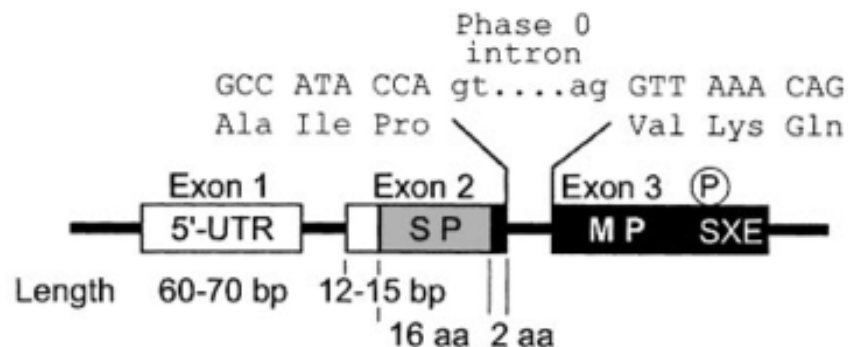 Phase 0
intron
GCC ATA CCA gt....ag GTT AAA CAG
Ala Ile Pro Val Lys Gln
Exon 1 Exon 2 Exon 3 P
5'-UTR S P M P SXE
Length 60-70 bp 12-15 bp
16 aa 2 aa